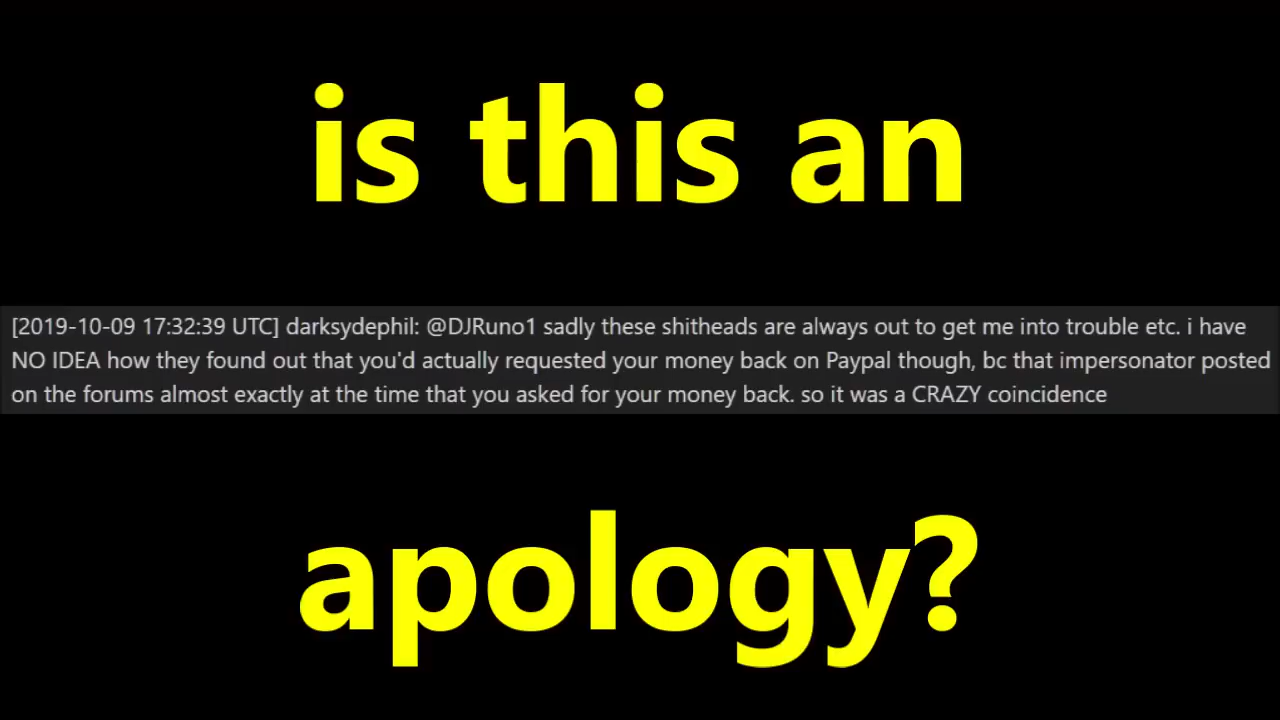 is this an
[2019-10-09 17:32:39 UTC] darksydephil: @DJRuno1 sadly these shitheads are always out to get me into trouble etc. i have
NO IDEA how they found out that you'd actually requested your money back on Paypal though, bc that impersonator posted
on the forums almost exactly at the time that you asked for your money back. so it was a CRAZY coincidence
apology?